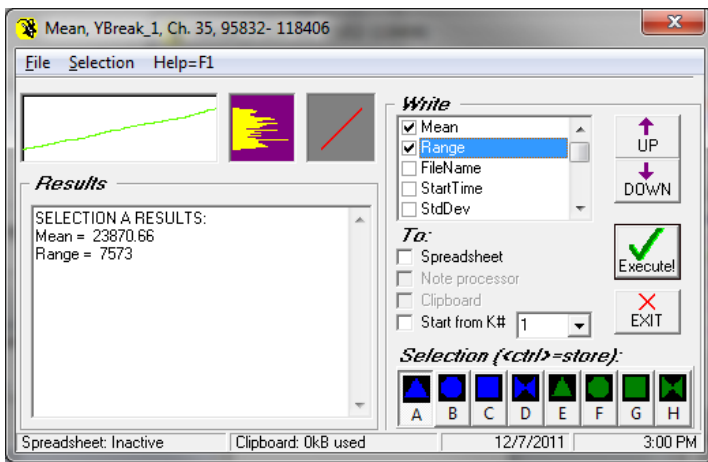 Mean, YBreak_1, Ch. 35, 95832- 118406
File Selection Help=F1
Write
Mean
Range
FileName
StartTime
StdDev
UP
DOWN
Results
SELECTION A RESULTS:
Mean = 23870.66
Range = 7573
To:
Spreadsheet
Note processor
Clipboard
Start from K# 1
Execute!
EXIT
Selection (<ctrl>=store):
A B C D E F G H
Spreadsheet: Inactive Clipboard: 0kB used 12/7/2011 3:00 PM